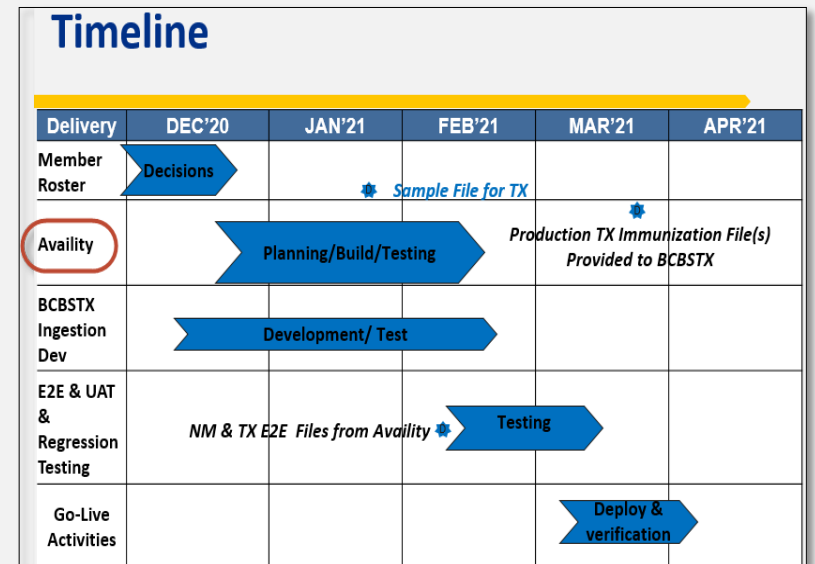 Timeline
Delivery DEC'20 JAN'21 FEB'21 MAR'21 APR'21
Member
Roster
Decisions
D Sample File for TX
Availity
Planning/Build/Testing
D
Production TX Immunization File(s)
Provided to BCBSTX
BCBSTX
Ingestion
Dev
Development/ Test
E2E & UAT
&
Regression
Testing
NM & TX E2E Files from Availity D
Testing
Go-Live
Activities
Deploy &
verification